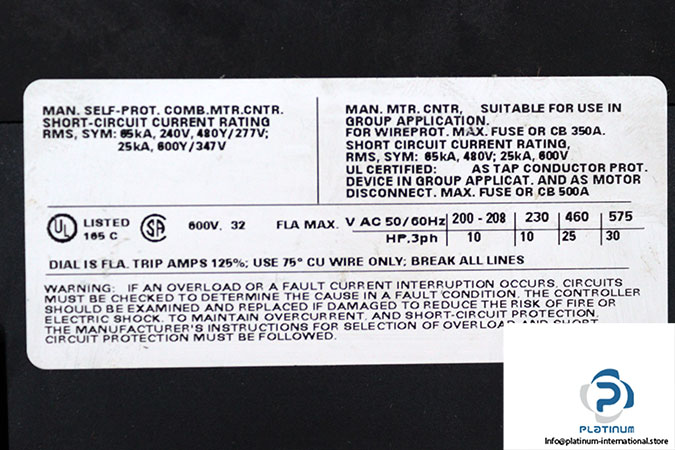 MAN. SELF-PROT. COMB.MTR.CNTR.
SHORT-CIRCUIT CURRENT RATING
RMS, SYM: 65kA, 240V, 480Y/277V;
25kA, 600Y/347V
MAN. MTR. CNTR, SUITABLE FOR USE IN
GROUP APPLICATION.
FOR WIREPROT. MAX. FUSE OR CB 350A.
SHORT CIRCUIT CURRENT RATING,
RMS, SYM: 65kA, 480V; 25kA, 600V
UL CERTIFIED: AS TAP CONDUCTOR PROT.
DEVICE IN GROUP APPLICAT. AND AS MOTOR
DISCONNECT. MAX. FUSE OR CB 500A
UL LISTED
165 C
SA
600V. 32 FLA MAX. V AC 50/60Hz 200 - 208 230 460 575
HP.3ph 10 10 25 30
DIAL IS FLA. TRIP AMPS 125%; USE 75° CU WIRE ONLY; BREAK ALL LINES
WARNING: IF AN OVERLOAD OR A FAULT CURRENT INTERRUPTION OCCURS, CIRCUITS
MUST BE CHECKED TO DETERMINE THE CAUSE IN A FAULT CONDITION. THE CONTROLLER
SHOULD BE EXAMINED AND REPLACED IF DAMAGED TO REDUCE THE RISK OF FIRE OR
ELECTRIC SHOCK. TO MAINTAIN OVERCURRENT, AND SHORT-CIRCUIT PROTECTION.
THE MANUFACTURER'S INSTRUCTIONS FOR SELECTION OF OVERLOAD AND SHORT
CIRCUIT PROTECTION MUST BE FOLLOWED.
PLATINUM
Info@platinum-international.store